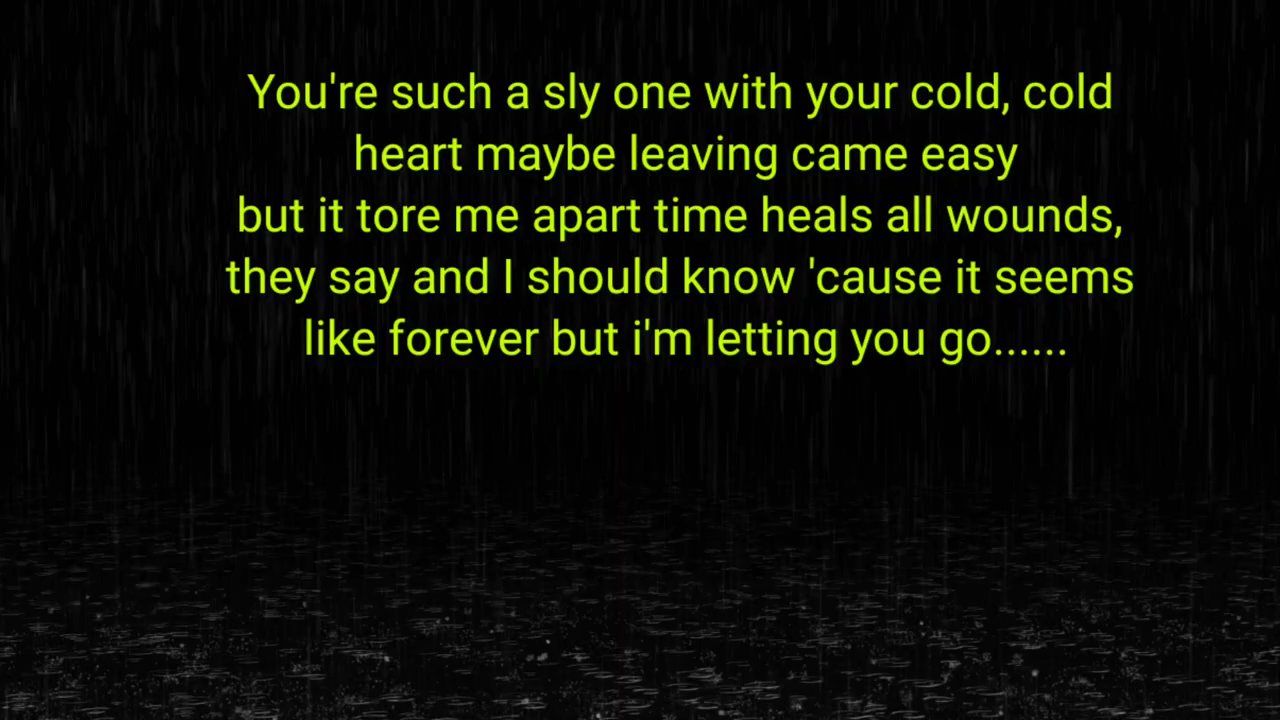 You're such a sly one with your cold, cold
heart maybe leaving came easy
but it tore me apart time heals all wounds,
they say and I should know 'cause it seems
like forever but i'm letting you go......